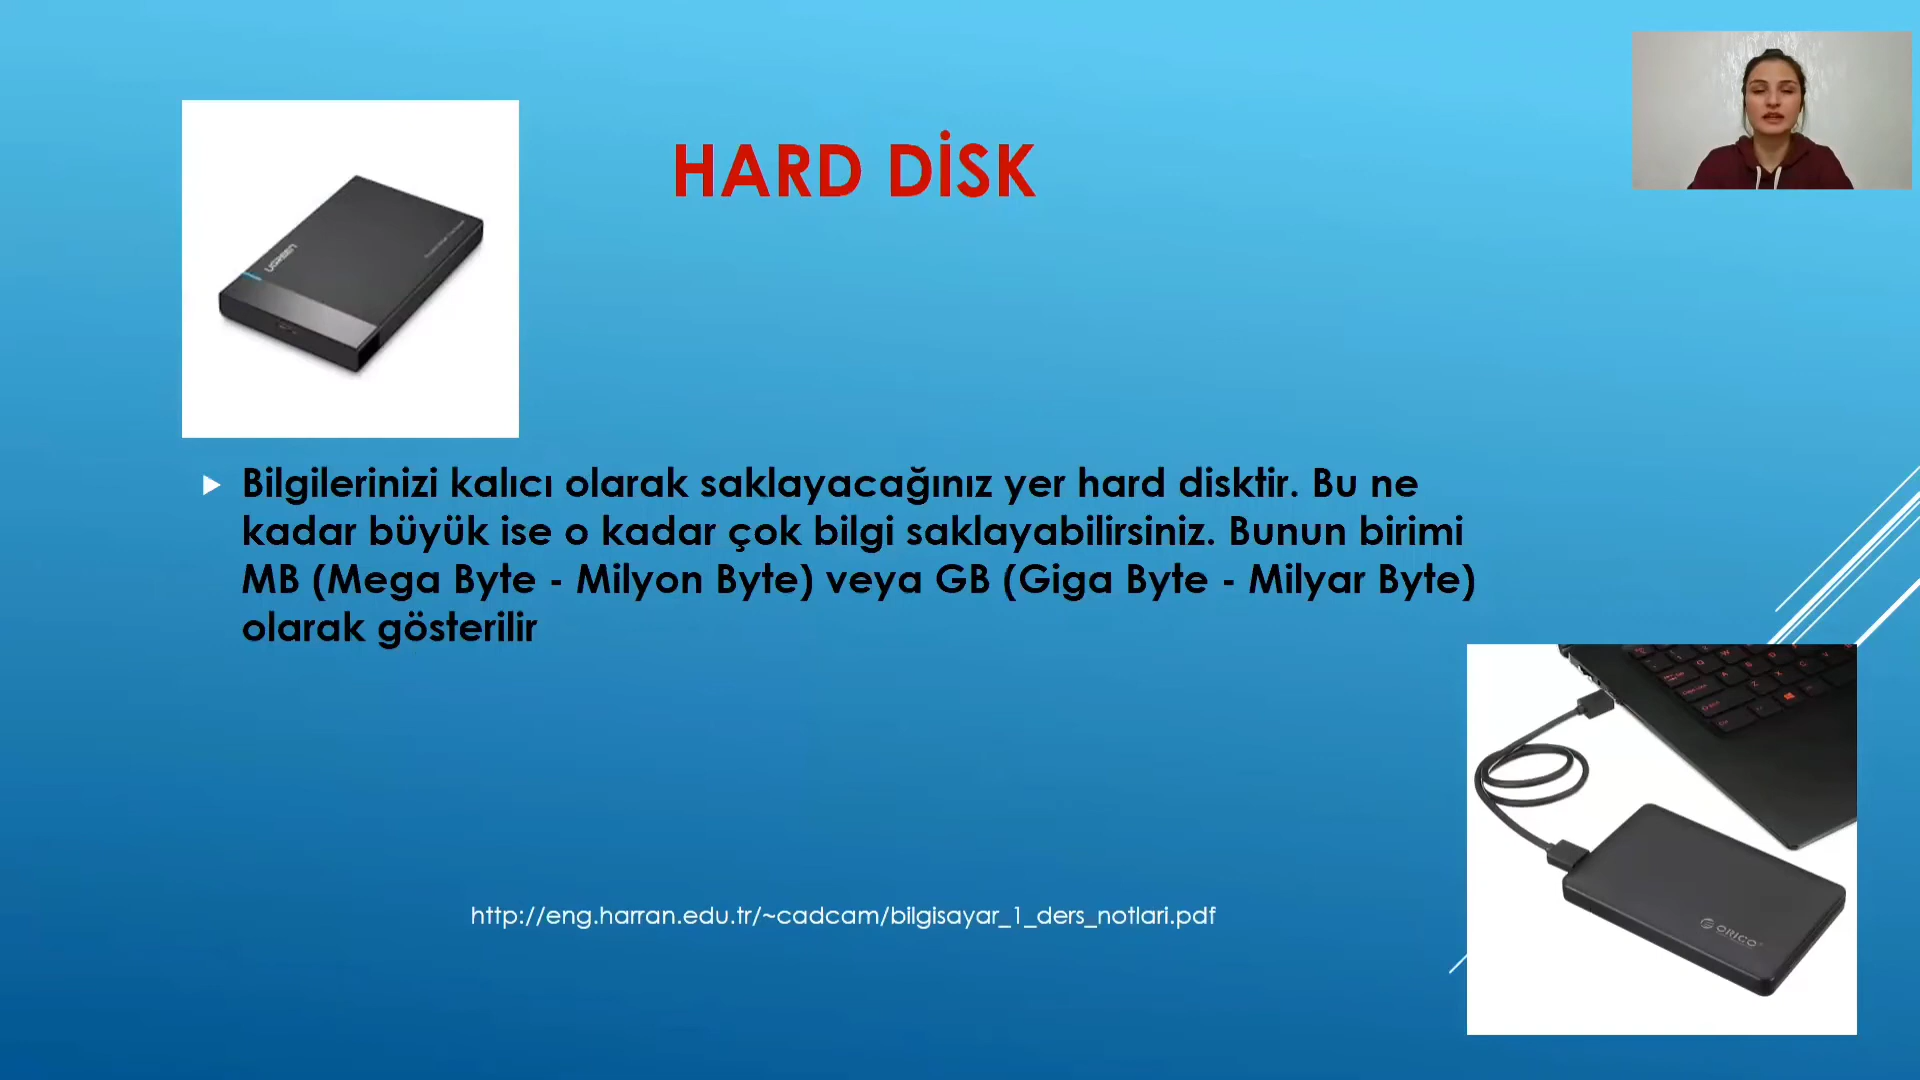 HARD DİSK
UGREEN
Bilgilerinizi kalıcı olarak saklayacağınız yer hard disktir. Bu ne
kadar büyük ise o kadar çok bilgi saklayabilirsiniz. Bunun birimi
MB (Mega Byte - Milyon Byte) veya GB (Giga Byte - Milyar Byte)
olarak gösterilir
http://eng.harran.edu.tr/~cadcam/bilgisayar_1_ders_notlari.pdf
ORICO